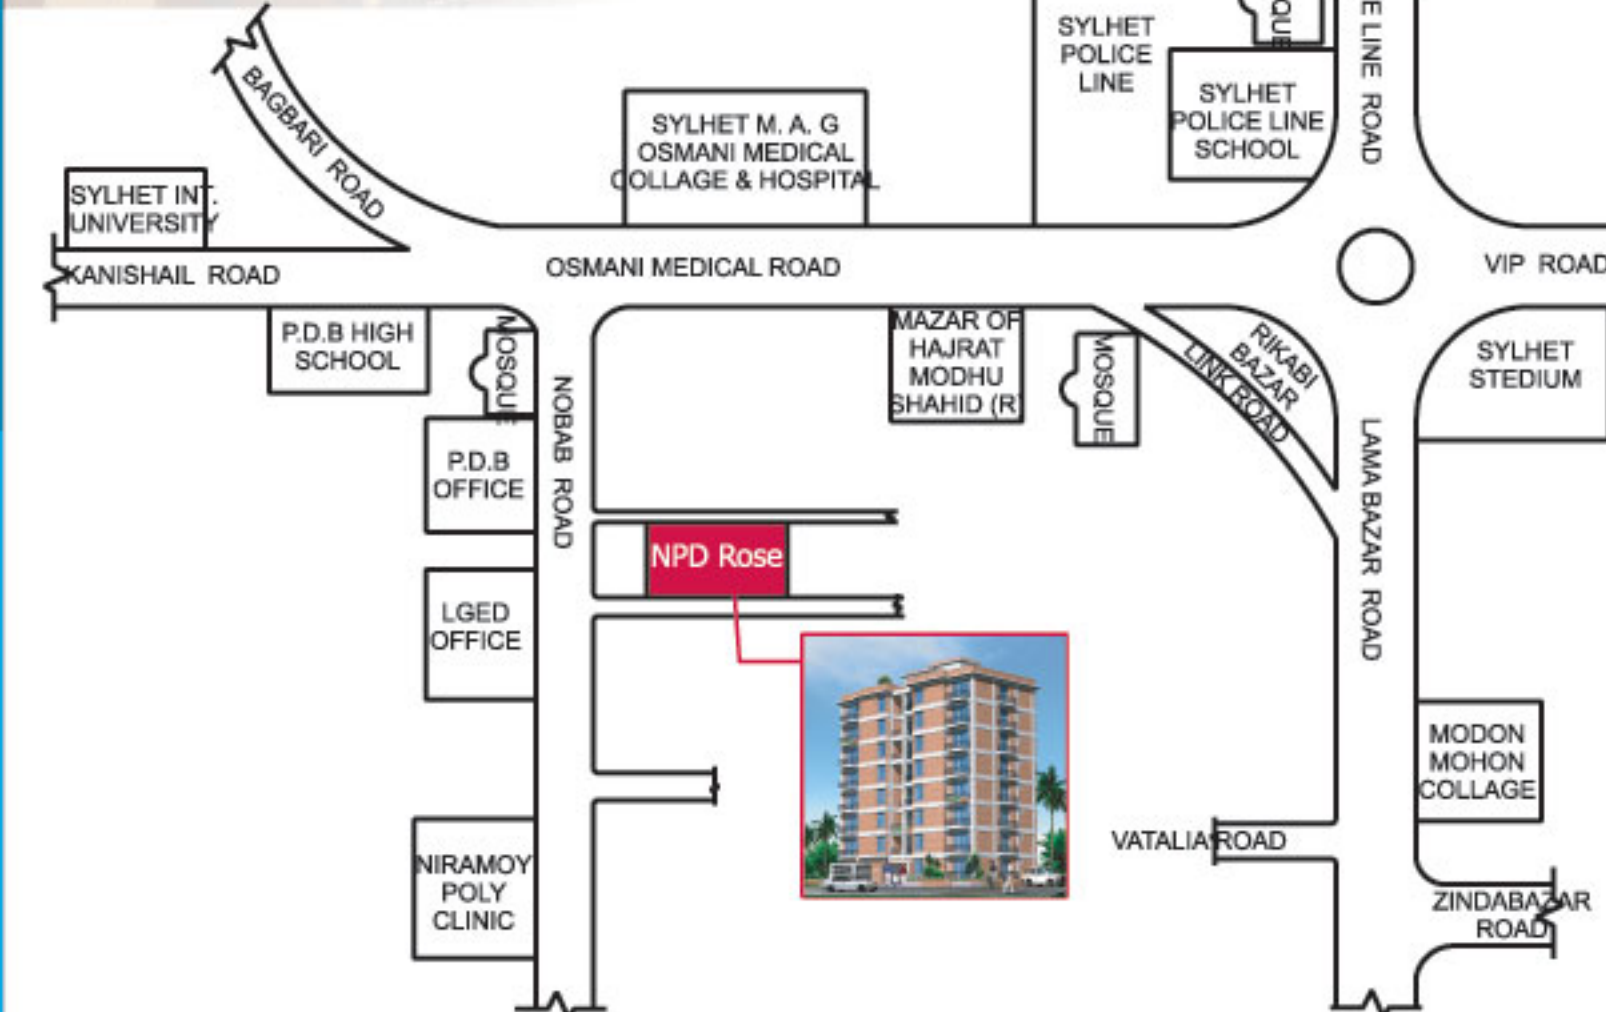 SYLHET
POLICE
LINE
QUE
E LINE ROAD
SYLHET
POLICE LINE
SCHOOL
BAGBARI ROAD
SYLHET M. A. G
OSMANI MEDICAL
COLLAGE & HOSPITAL
SYLHET INT.
UNIVERSITY
KANISHAIL ROAD
OSMANI MEDICAL ROAD
VIP ROAD
P.D.B HIGH
SCHOOL
MOSQUE
MAZAR OF
HAJRAT
MODHU
SHAHID (R)
MOSQUE
RIKABI
BAZAR
LINK ROAD
SYLHET
STEDIUM
NOBAB ROAD
P.D.B
OFFICE
LAMA BAZAR ROAD
NPD Rose
LGED
OFFICE
MODON
MOHON
COLLAGE
VATALIA ROAD
NIRAMOY
POLY
CLINIC
ZINDABAZAR
ROAD